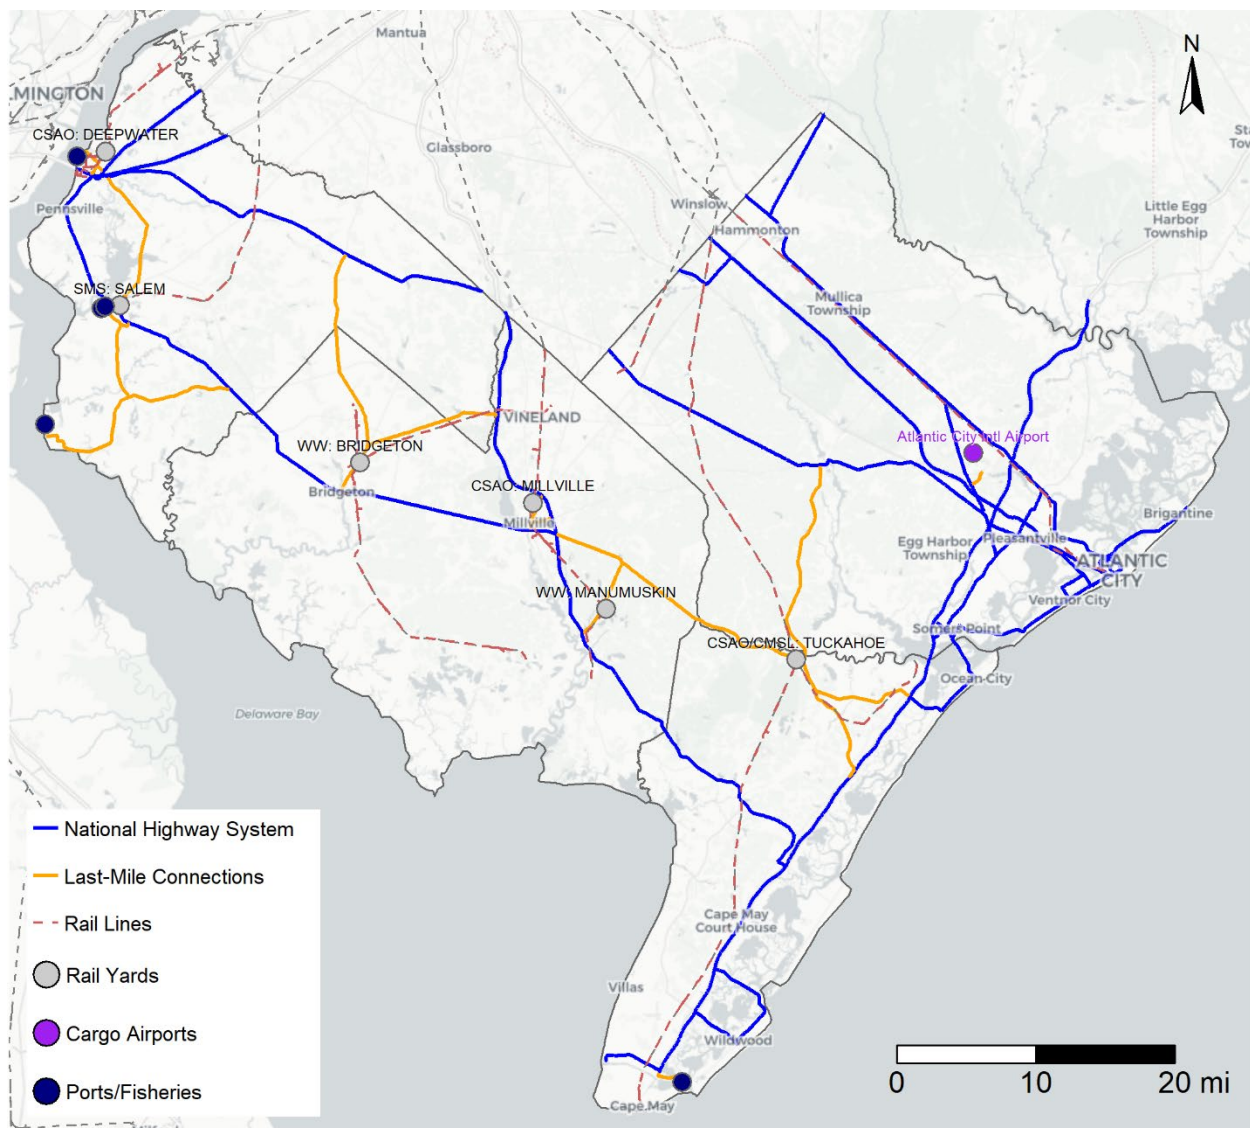 Mantua
N
MINGTON
CSAO: DEEPWATER
Glassboro
Pennsville
Winslow
Hammonton
Little Egg
Harbor
Township
SMS: SALEM
Mullica
Township
VINELAND
WW: BRIDGETON
Atlantic City Intl Airport
CSAO: MILLVILLE
Bridgeton
Millville
Brigantine
Egg Harbor
Township
Pleasantville
ATLANTIC
CITY
WW: MANUMUSKIN
Ventnor City
Somers Point
CSAO/CMSL: TUCKAHOE
Ocean City
Delaware Bay
National Highway System
Last-Mile Connections
Rail Lines
Rail Yards
Cargo Airports
Ports/Fisheries
Cape May
Court House
Villas
Wildwood
Cape May
0 10 20 mi